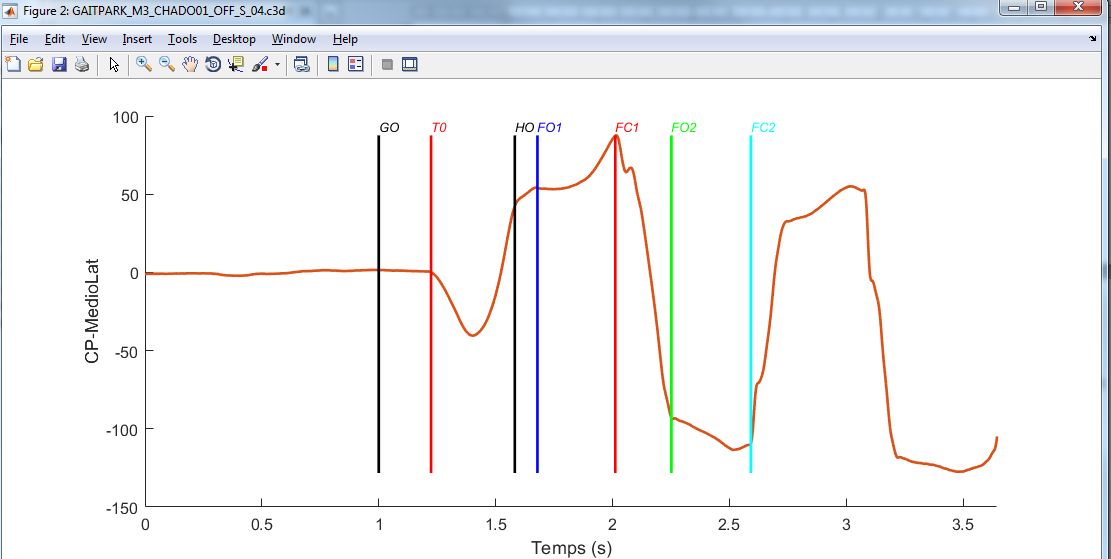 Figure 2: GAITPARK_M3_CHADO01_OFF_S_04.c3d
File Edit View Insert Tools Desktop Window Help
GO T0 HO FO1 FC1 FO2 FC2
100
50
0
-50
-100
-150
CP-MedioLat
0 0.5 1 1.5 2 2.5 3 3.5
Temps (s)